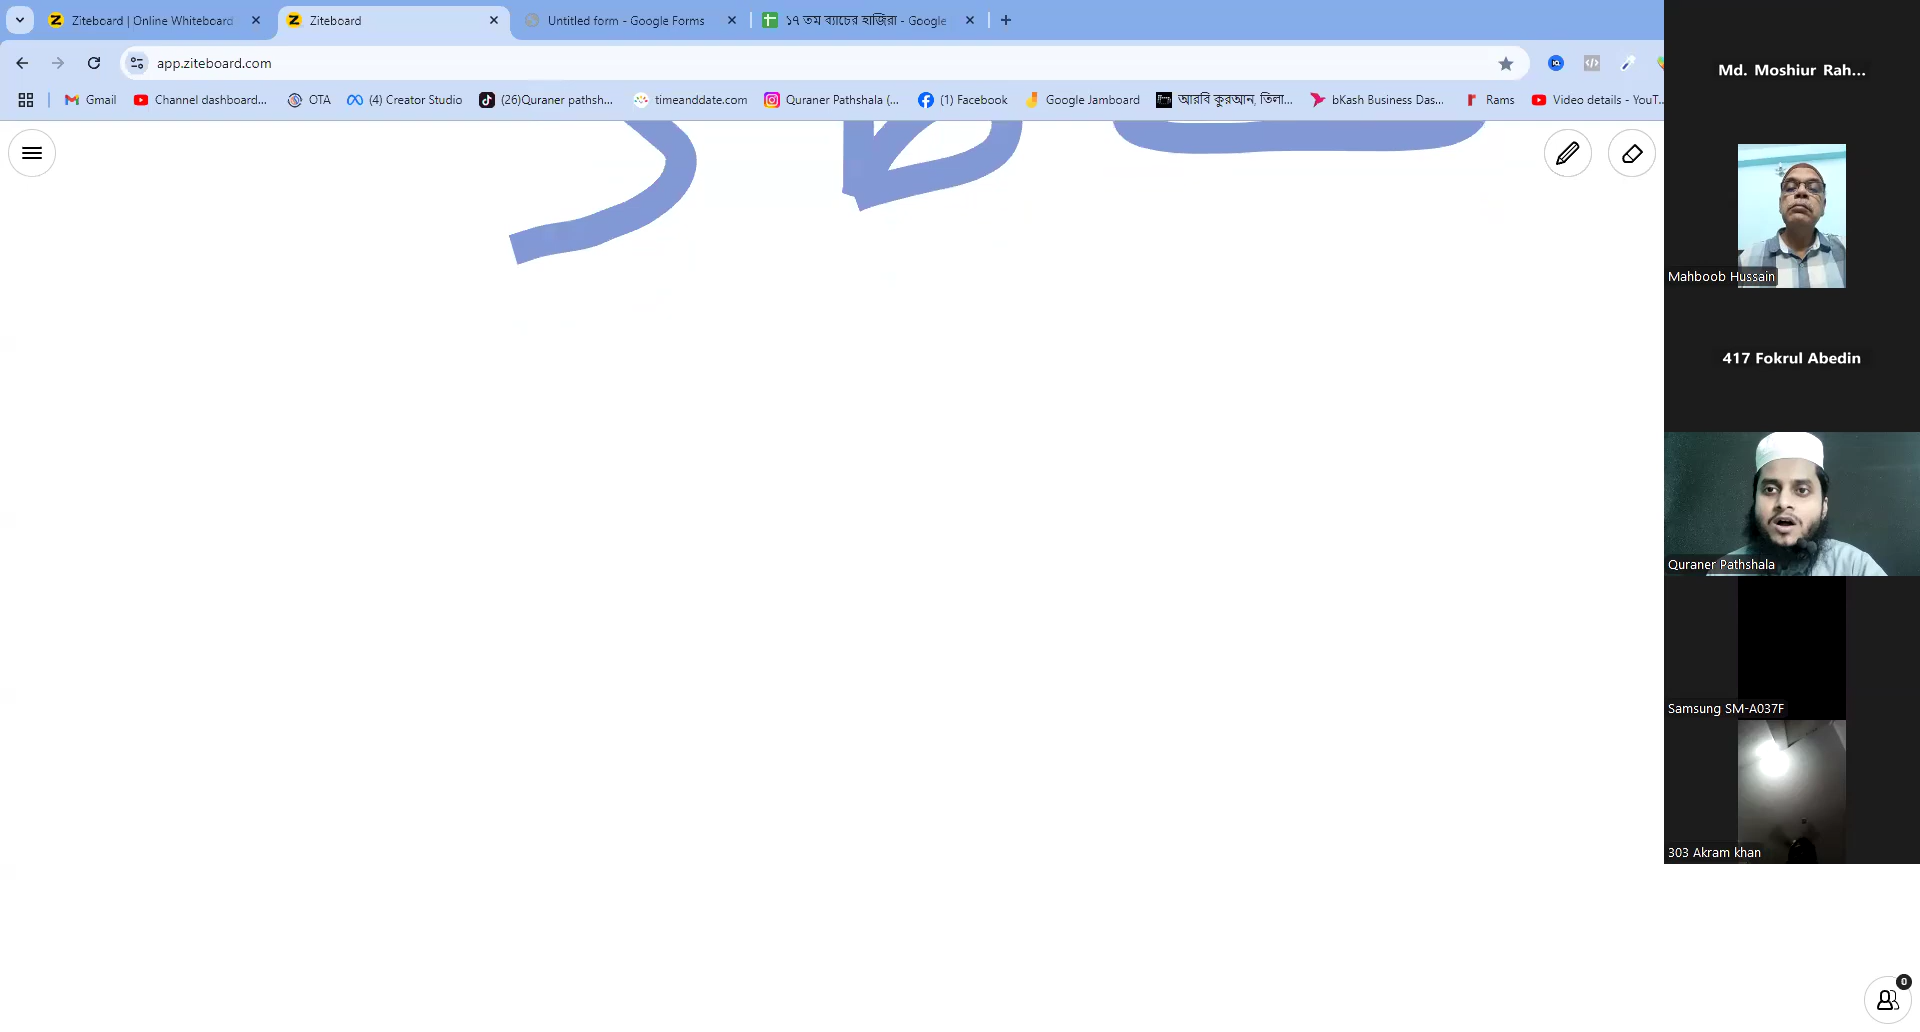 Ziteboard | Online Whiteboard
Ziteboard
Untitled form - Google Forms
১৭ তম ব্যাচের হাজিরা - Google
app.ziteboard.com
Gmail
Channel dashboard...
OTA
(4) Creator Studio
(26)Quraner pathsh...
timeanddate.com
Quraner Pathshala (...
(1) Facebook
Google Jamboard
আরবি কুরআন, তিলা...
bKash Business Das...
Rams
Video details - YouT...
Md. Moshiur Rah...
Mahboob Hussain
417 Fokrul Abedin
Quraner Pathshala
Samsung SM-A037F
303 Akram khan
0